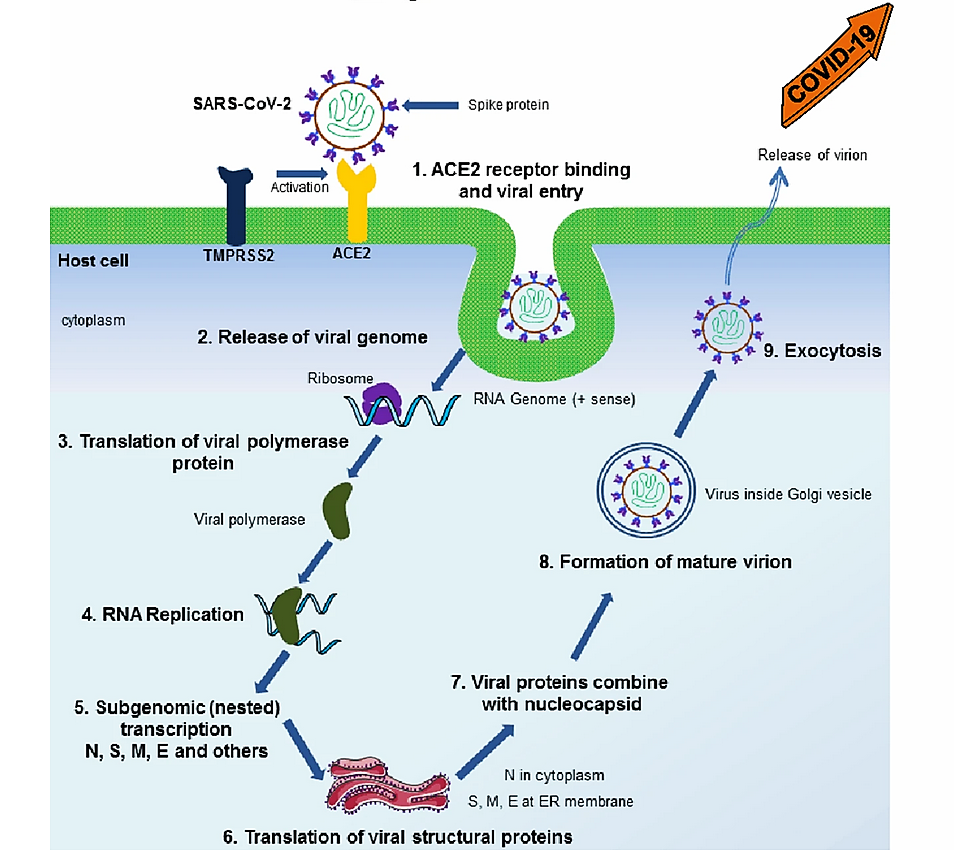 COVID-19
SARS-CoV-2
Spike protein
Activation
1. ACE2 receptor binding
and viral entry
Release of virion
TMPRSS2
ACE2
Host cell
cytoplasm
2. Release of viral genome
9. Exocytosis
Ribosome
RNA Genome (+ sense)
3. Translation of viral polymerase
protein
Virus inside Golgi vesicle
Viral polymerase
8. Formation of mature virion
4. RNA Replication
7. Viral proteins combine
with nucleocapsid
5. Subgenomic (nested)
transcription
N, S, M, E and others
N in cytoplasm
S, M, E at ER membrane
6. Translation of viral structural proteins